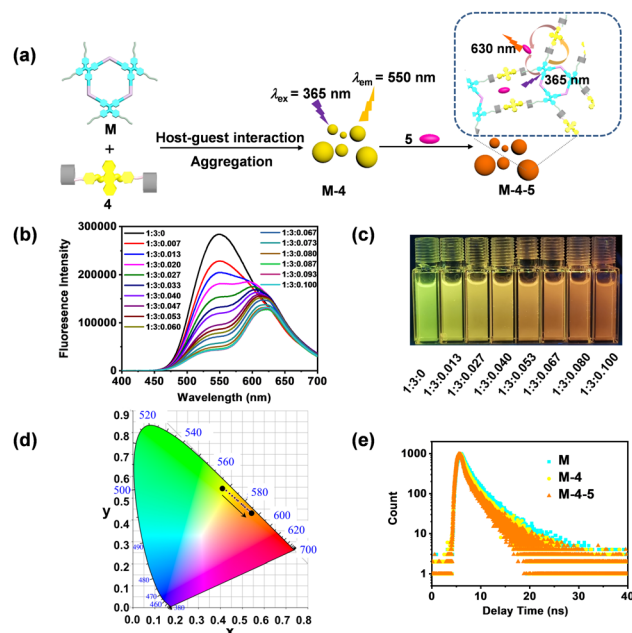 (a)
M
+
4
Host-guest interaction
Aggregation
λex = 365 nm
λem = 550 nm
M-4
5
M-4-5
630 nm
365 nm
(b)
Fluoresence Intensity
300000
200000
100000
0
400 450 500 550 600 650 700
Wavelength (nm)
1:3:0
1:3:0.007
1:3:0.013
1:3:0.020
1:3:0.027
1:3:0.033
1:3:0.040
1:3:0.047
1:3:0.053
1:3:0.060
1:3:0.067
1:3:0.073
1:3:0.080
1:3:0.087
1:3:0.093
1:3:0.100
(c)
1:3:0
1:3:0.013
1:3:0.027
1:3:0.040
1:3:0.053
1:3:0.067
1:3:0.080
1:3:0.100
(d)
y
0.9
0.8
0.7
0.6
0.5
0.4
0.3
0.2
0.1
0.0
0.0 0.1 0.2 0.3 0.4 0.5 0.6 0.7 0.8
x
520
540
560
580
600
620
700
500
490
480
470
460
380
(e)
Count
1000
100
10
1
0 10 20 30 40
Delay Time (ns)
M
M-4
M-4-5